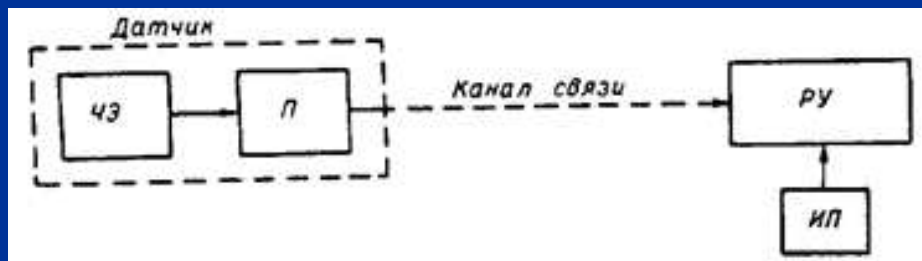 Датчик
ЧЭ
П
Канал связи
РУ
ИП